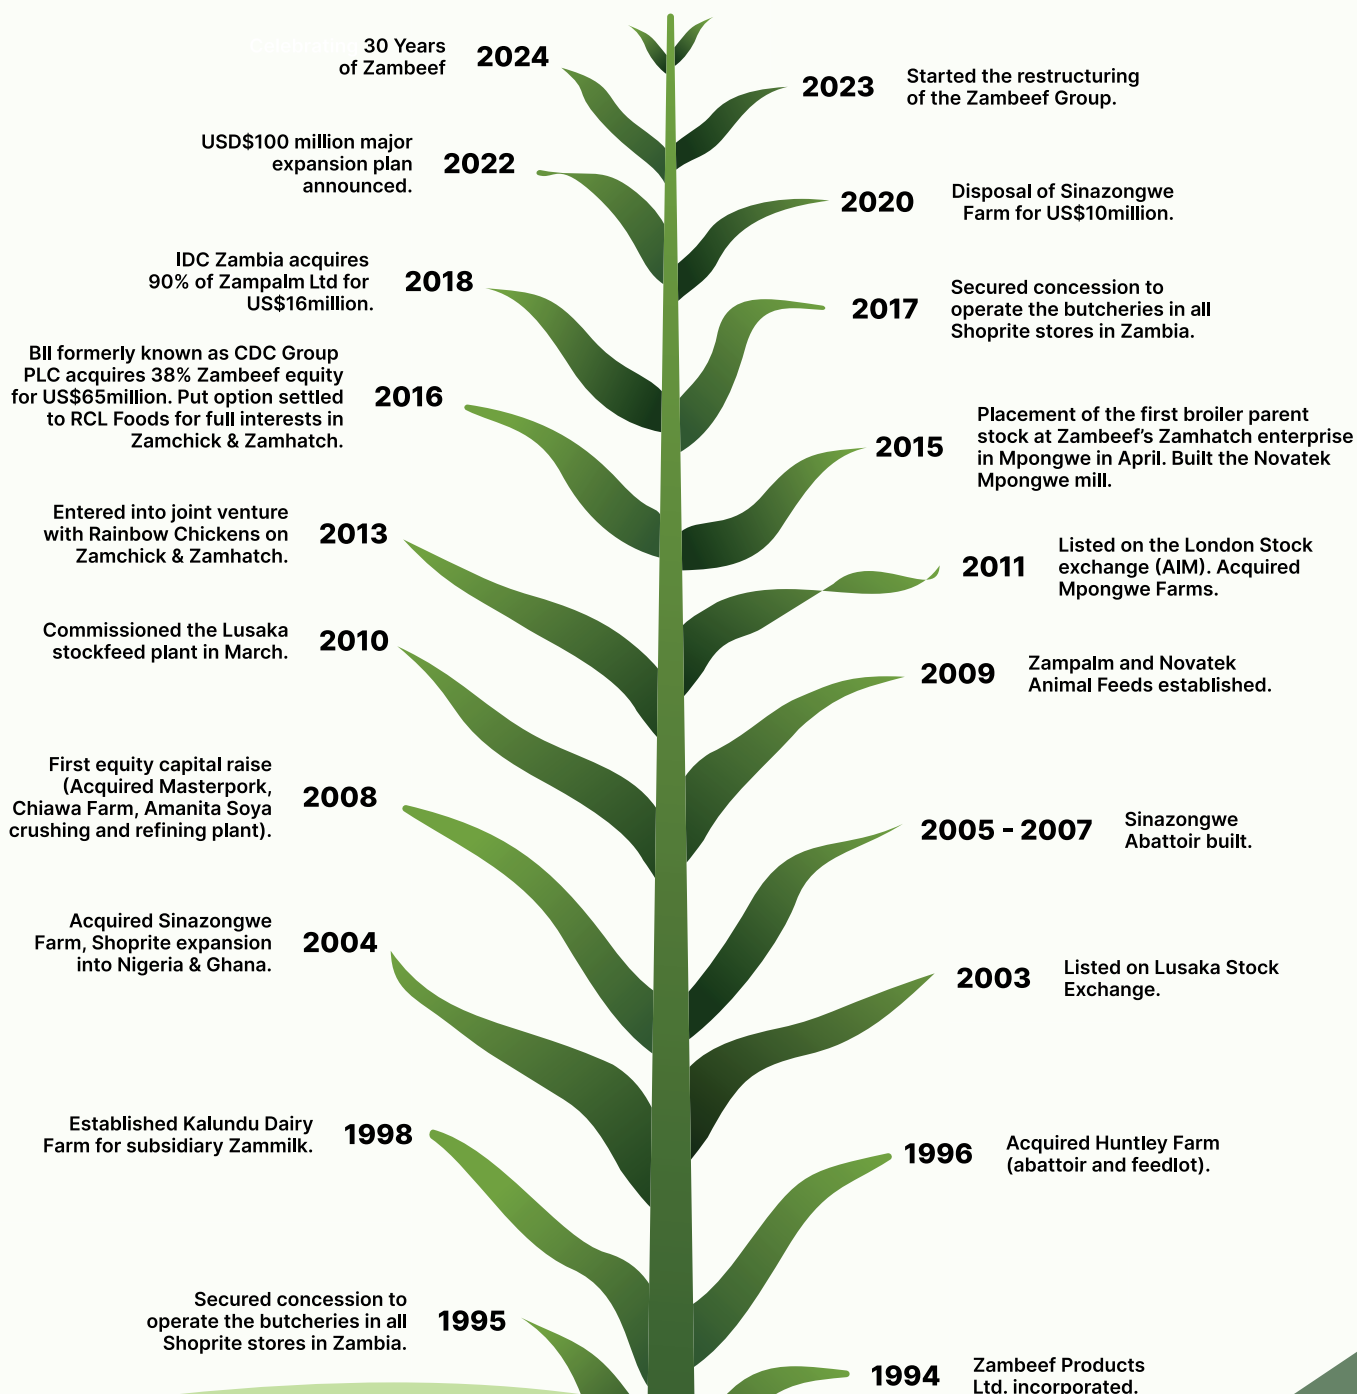 30 Years
of Zambeef
2024
2023
Started the restructuring
of the Zambeef Group.
USD$100 million major
expansion plan
announced.
2022
2020
Disposal of Sinazongwe
Farm for US$10million.
IDC Zambia acquires
90% of Zampalm Ltd for
US$16million.
2018
2017
Secured concession to
operate the butcheries in all
Shoprite stores in Zambia.
BII formerly known as CDC Group
PLC acquires 38% Zambeef equity
for US$65million. Put option settled
to RCL Foods for full interests in
Zamchick & Zamhatch.
2016
2015
Placement of the first broiler parent
stock at Zambeef's Zamhatch enterprise
in Mpongwe in April. Built the Novatek
Mpongwe mill.
Entered into joint venture
with Rainbow Chickens on
Zamchick & Zamhatch.
2013
2011
Listed on the London Stock
exchange (AIM). Acquired
Mpongwe Farms.
Commissioned the Lusaka
stockfeed plant in March.
2010
2009
Zampalm and Novatek
Animal Feeds established.
First equity capital raise
(Acquired Masterpork,
Chiawa Farm, Amanita Soya
crushing and refining plant).
2008
2005 - 2007
Sinazongwe
Abattoir built.
Acquired Sinazongwe
Farm, Shoprite expansion
into Nigeria & Ghana.
2004
2003
Listed on Lusaka Stock
Exchange.
Established Kalundu Dairy
Farm for subsidiary Zammilk.
1998
1996
Acquired Huntley Farm
(abattoir and feedlot).
Secured concession to
operate the butcheries in all
Shoprite stores in Zambia.
1995
1994
Zambeef Products
Ltd. incorporated.